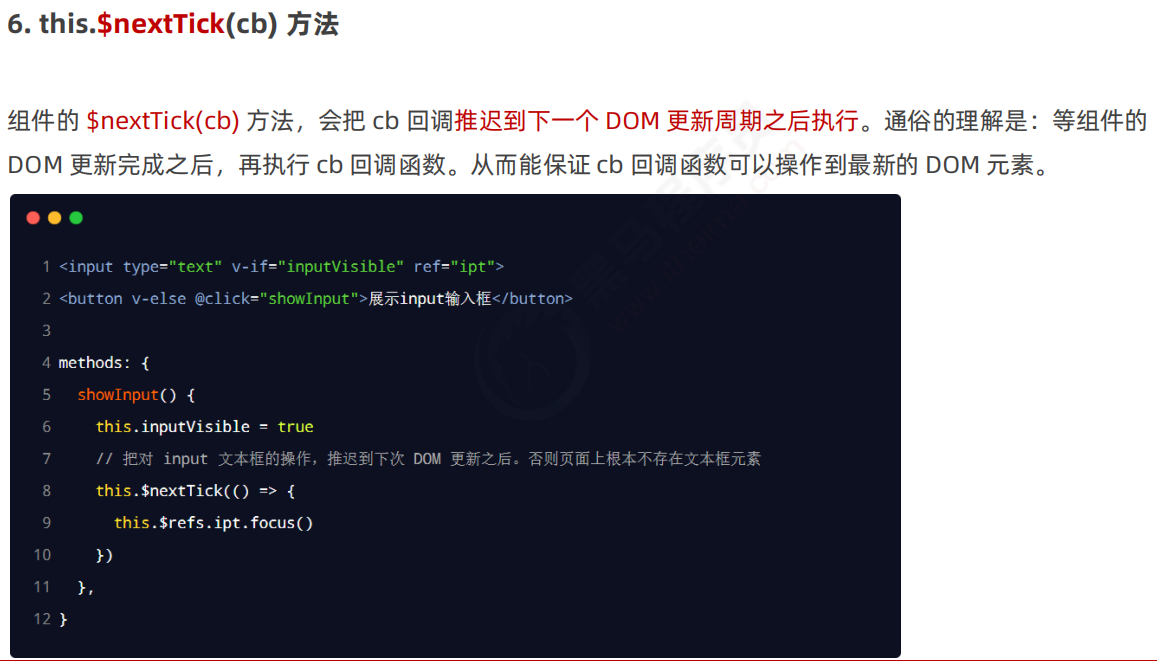 6. this.$nextTick(cb) 方法
组件的 $nextTick(cb) 方法，会把 cb 回调推迟到下一个 DOM 更新周期之后执行。通俗的理解是：等组件的
DOM 更新完成之后，再执行 cb 回调函数。从而能保证 cb 回调函数可以操作到最新的 DOM 元素。
1 <input type="text" v-if="inputVisible" ref="ipt">
2 <button v-else @click="showInput">展示input输入框</button>
3
4 methods: {
5 showInput() {
6 this.inputVisible = true
7 // 把对 input 文本框的操作，推迟到下次 DOM 更新之后。否则页面上根本不存在文本框元素
8 this.$nextTick(() => {
9 this.$refs.ipt.focus()
10 })
11 },
12 }